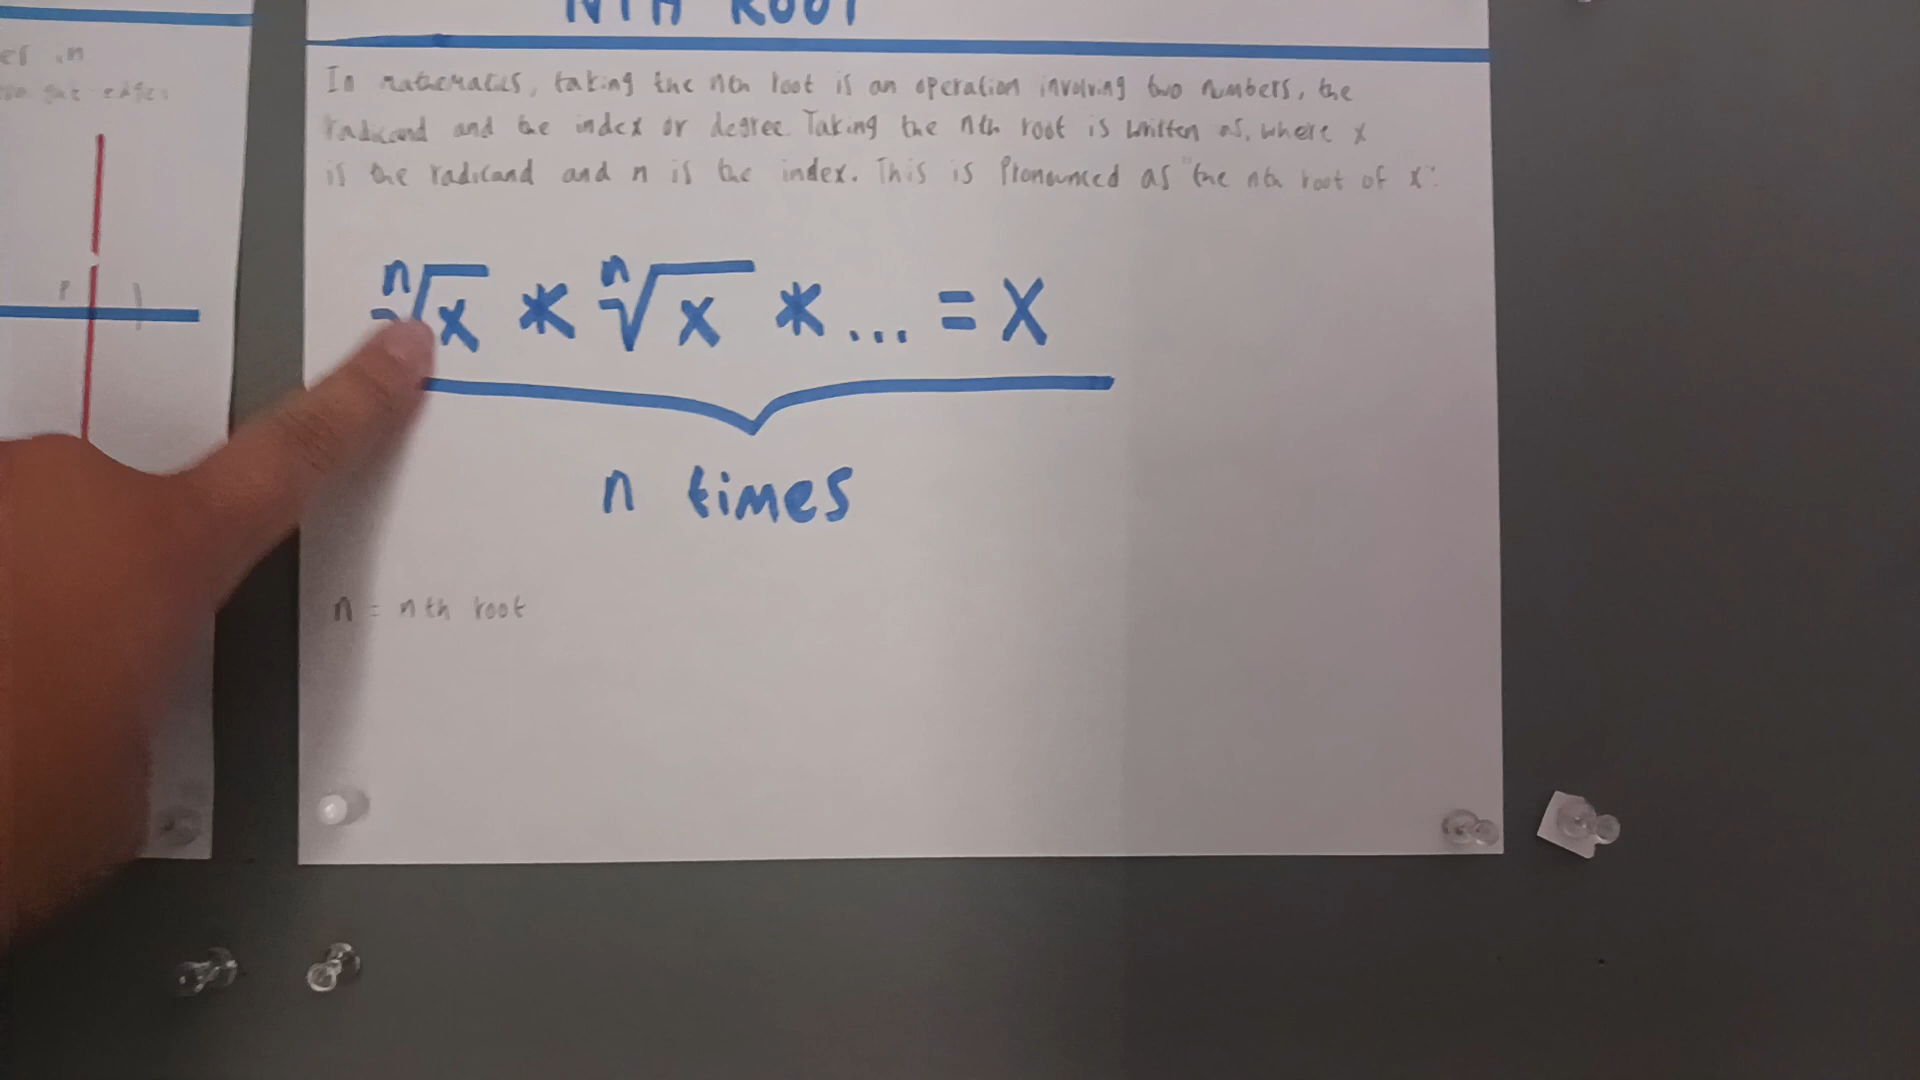 NTH ROOT
In mathematics, taking the nth root is an operation involving two numbers, the
radicand and the index or degree. Taking the nth root is written as, where x
is the radicand and n is the index. This is Pronounced as "the nth root of x".
ⁿ√x * ⁿ√x * ... = X
n times
n = nth root